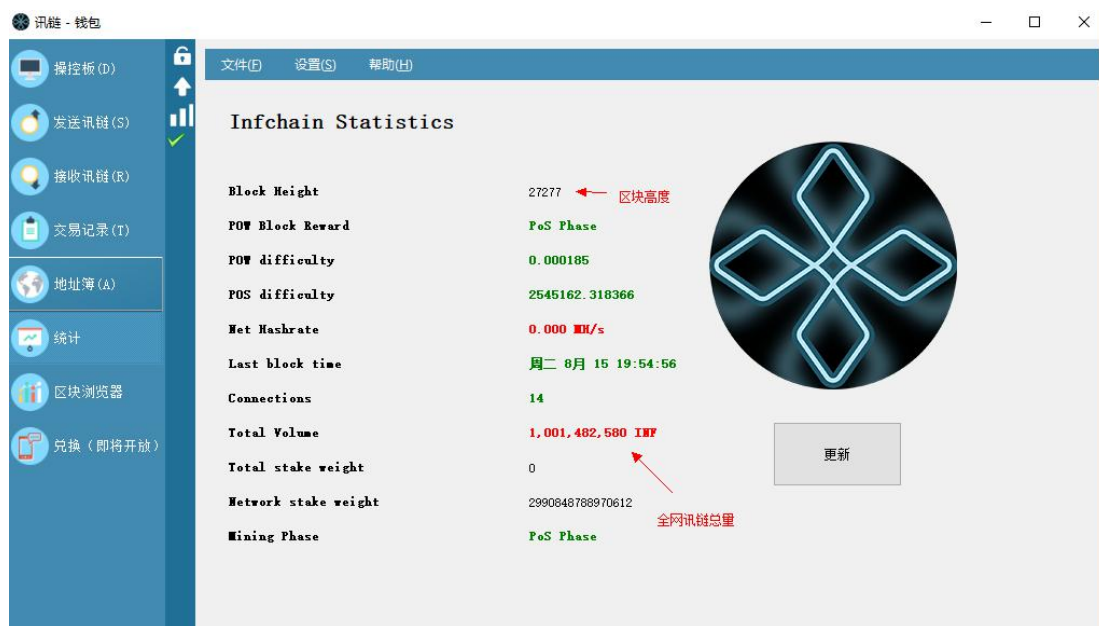 讯链 - 钱包
操控板(D)
发送讯链(S)
接收讯链(R)
交易记录(T)
地址簿(A)
统计
区块浏览器
兑换（即将开放）
文件(F) 设置(S) 帮助(H)
Infchain Statistics
Block Height 27277 区块高度
POW Block Reward PoS Phase
POW difficulty 0.000185
POS difficulty 2545162.318366
Net Hashrate 0.000 MH/s
Last block time 周二 8月 15 19:54:56
Connections 14
Total Volume 1,001,482,580 INF
Total stake weight 0
Network stake weight 2990848788970612
全网讯链总量
Mining Phase PoS Phase
更新